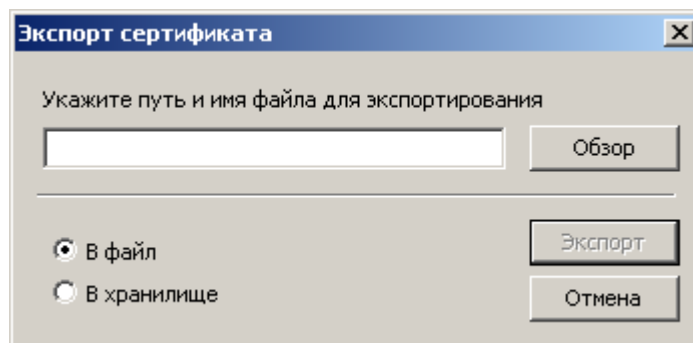 Экспорт сертификата
Укажите путь и имя файла для экспортирования
Обзор
В файл
Экспорт
В хранилище
Отмена